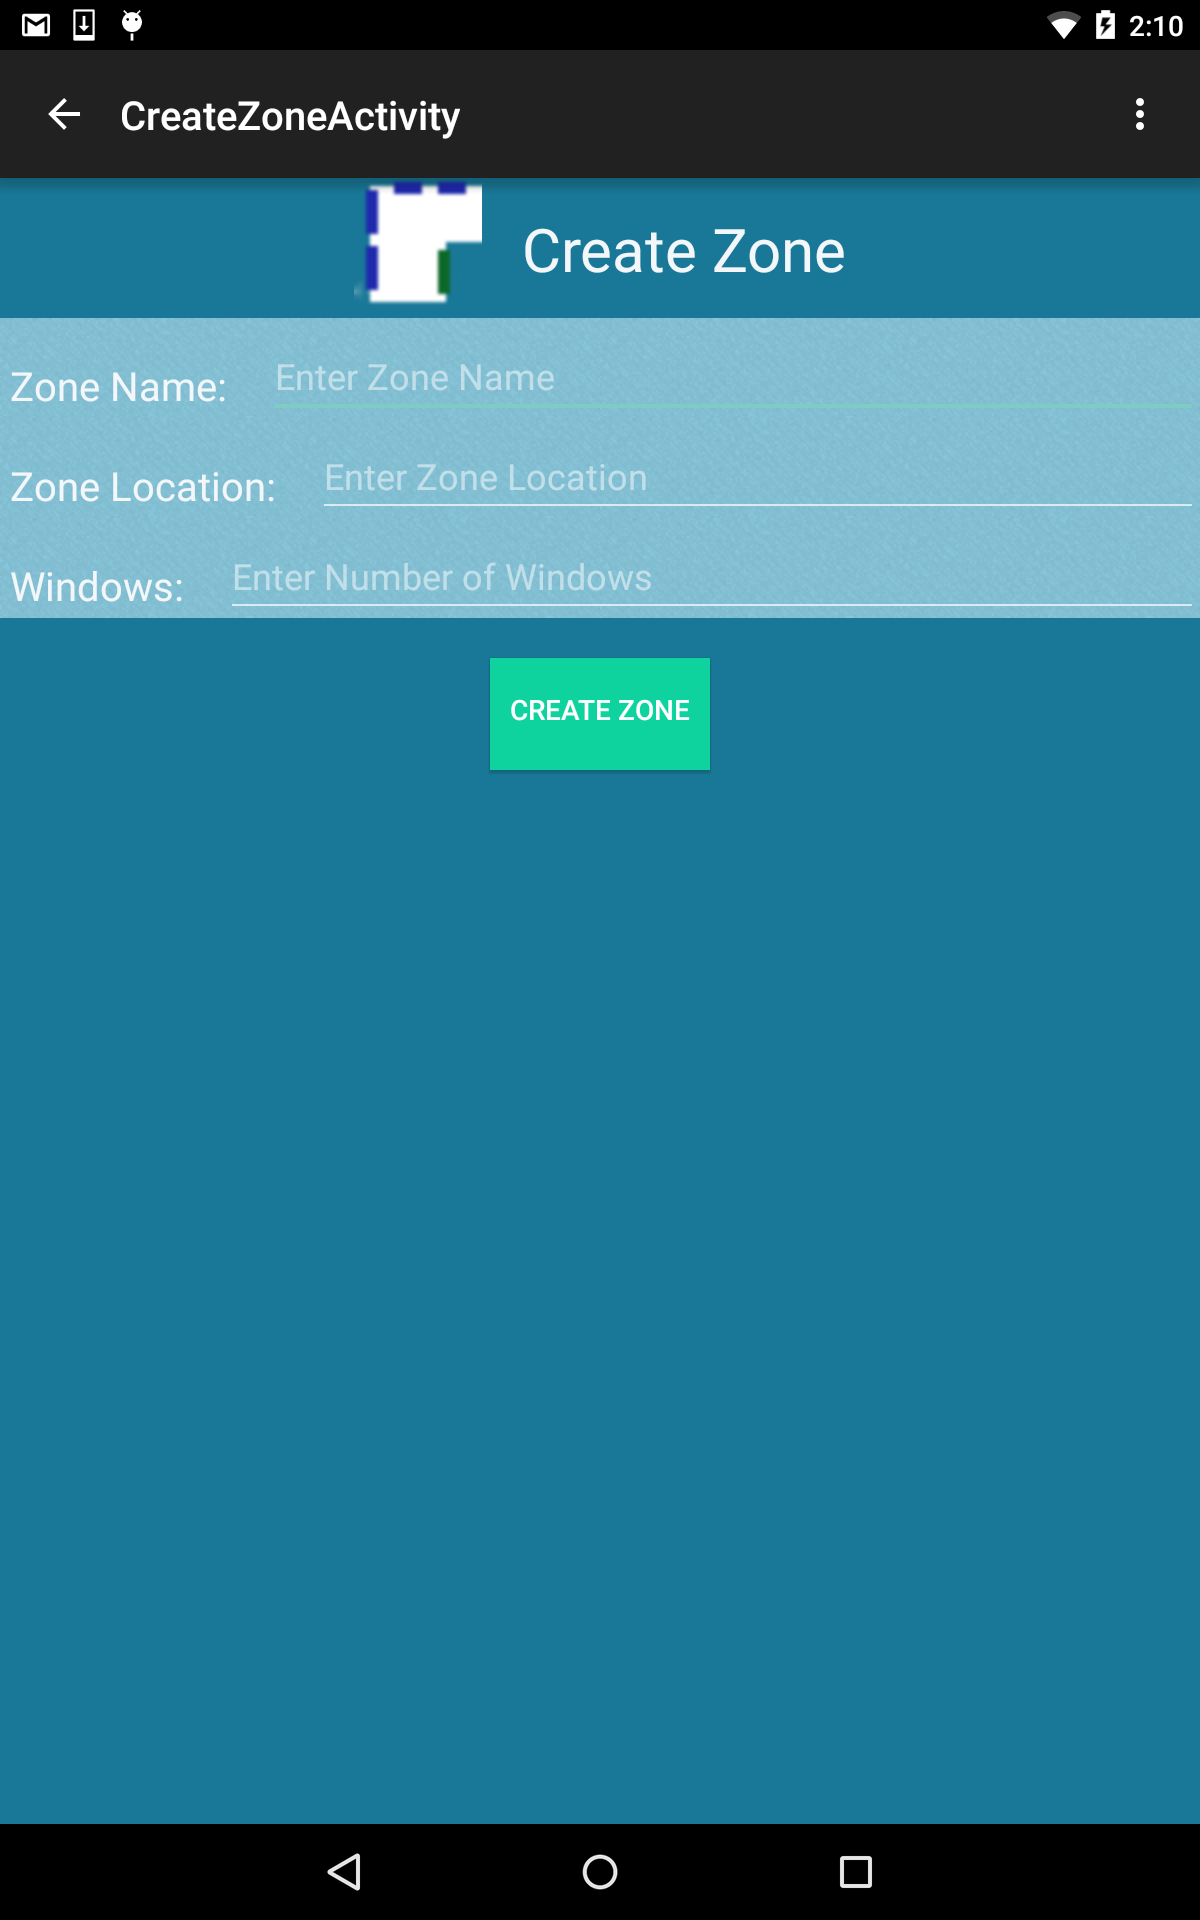 2:10
CreateZoneActivity
Create Zone
Zone Name: Enter Zone Name
Zone Location: Enter Zone Location
Windows: Enter Number of Windows
CREATE ZONE